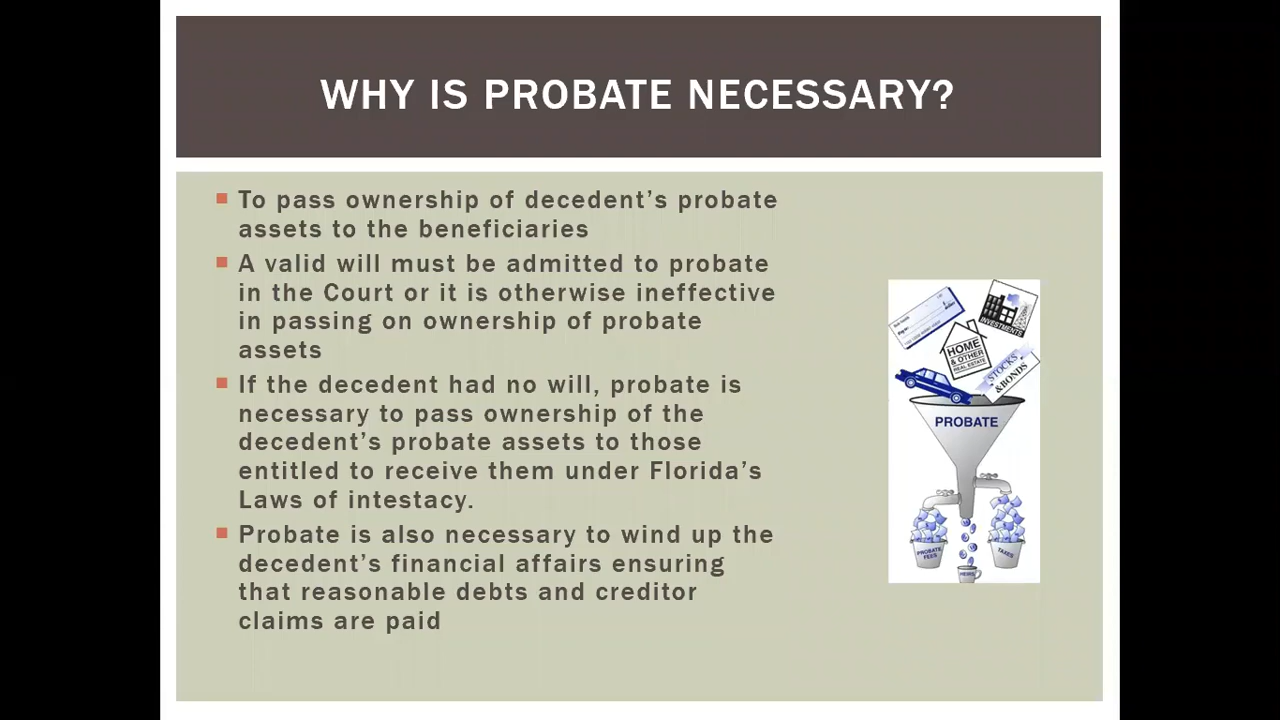 WHY IS PROBATE NECESSARY?
To pass ownership of decedent's probate
assets to the beneficiaries
A valid will must be admitted to probate
in the Court or it is otherwise ineffective
in passing on ownership of probate
assets
If the decedent had no will, probate is
necessary to pass ownership of the
decedent's probate assets to those
entitled to receive them under Florida's
Laws of intestacy.
Probate is also necessary to wind up the
decedent's financial affairs ensuring
that reasonable debts and creditor
claims are paid
INVESTMENTS
HOME
& OTHER
REAL ESTATE
STOCKS
&BONDS
PROBATE
PROBATE
FEES
TAXES
HEIRS